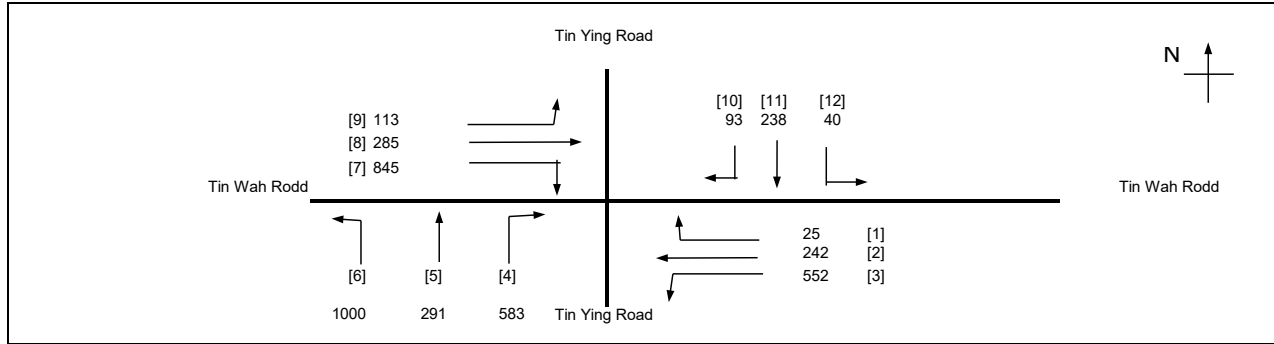 Tin Ying Road
N
[10] [11] [12]
93 238 40
[9] 113
[8] 285
[7] 845
Tin Wah Rodd
Tin Wah Rodd
25 [1]
242 [2]
552 [3]
[6] [5] [4]
1000 291 583
Tin Ying Road